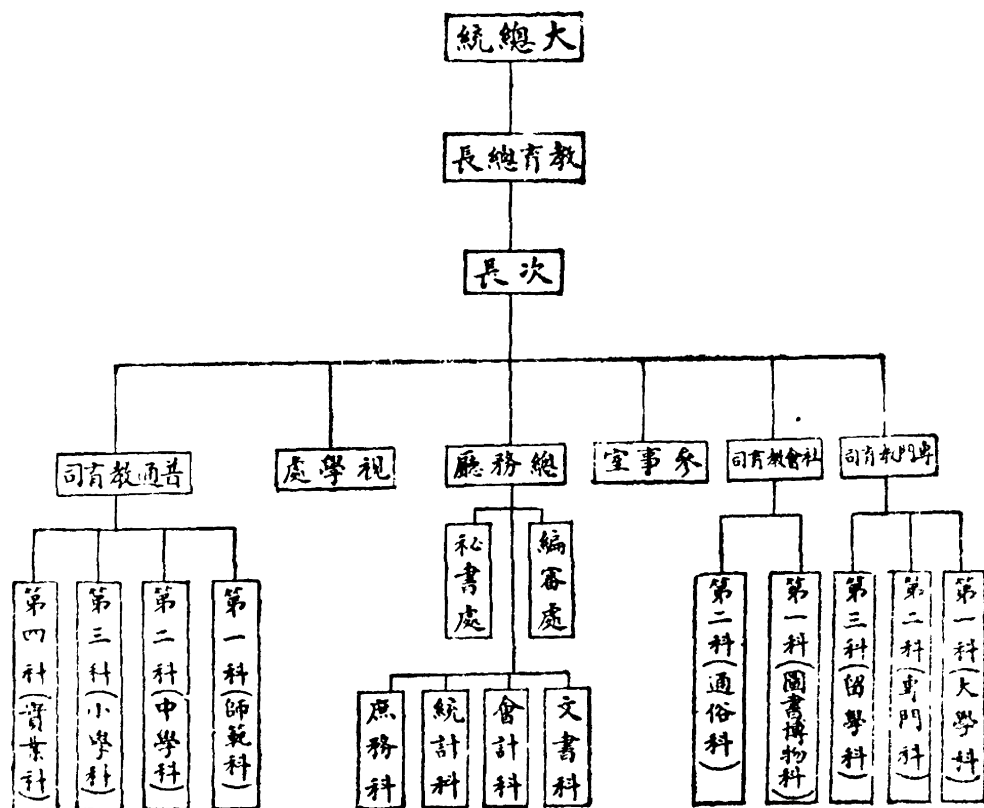 大總統
教育總長
次長
專門教育司
社會教育司
參事室
總務廳
視學處
普通教育司
編審處
祕書處
第一科(大學科)
第二科(專門科)
第三科(留學科)
第一科(圖書博物科)
第二科(通俗科)
文書科
會計科
統計科
庶務科
第一科(師範科)
第二科(中學科)
第三科(小學科)
第四科(實業科)